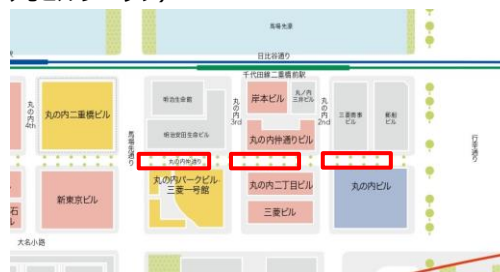 馬場先濠
日比谷通り
千代田線二重橋前駅
丸の内4th
丸の内二重橋ビル
明治生命館
丸の内3rd
岸本ビル
丸ノ内三井ビル
丸の内2nd
三菱商事ビル
郵船ビル
馬場先通り
明治安田生命ビル
丸の内仲通りビル
行幸通り
丸の内仲通り
新東京ビル
丸の内パークビル
三菱一号館
丸の内二丁目ビル
丸の内ビル
三菱ビル
石
ル
大名小路